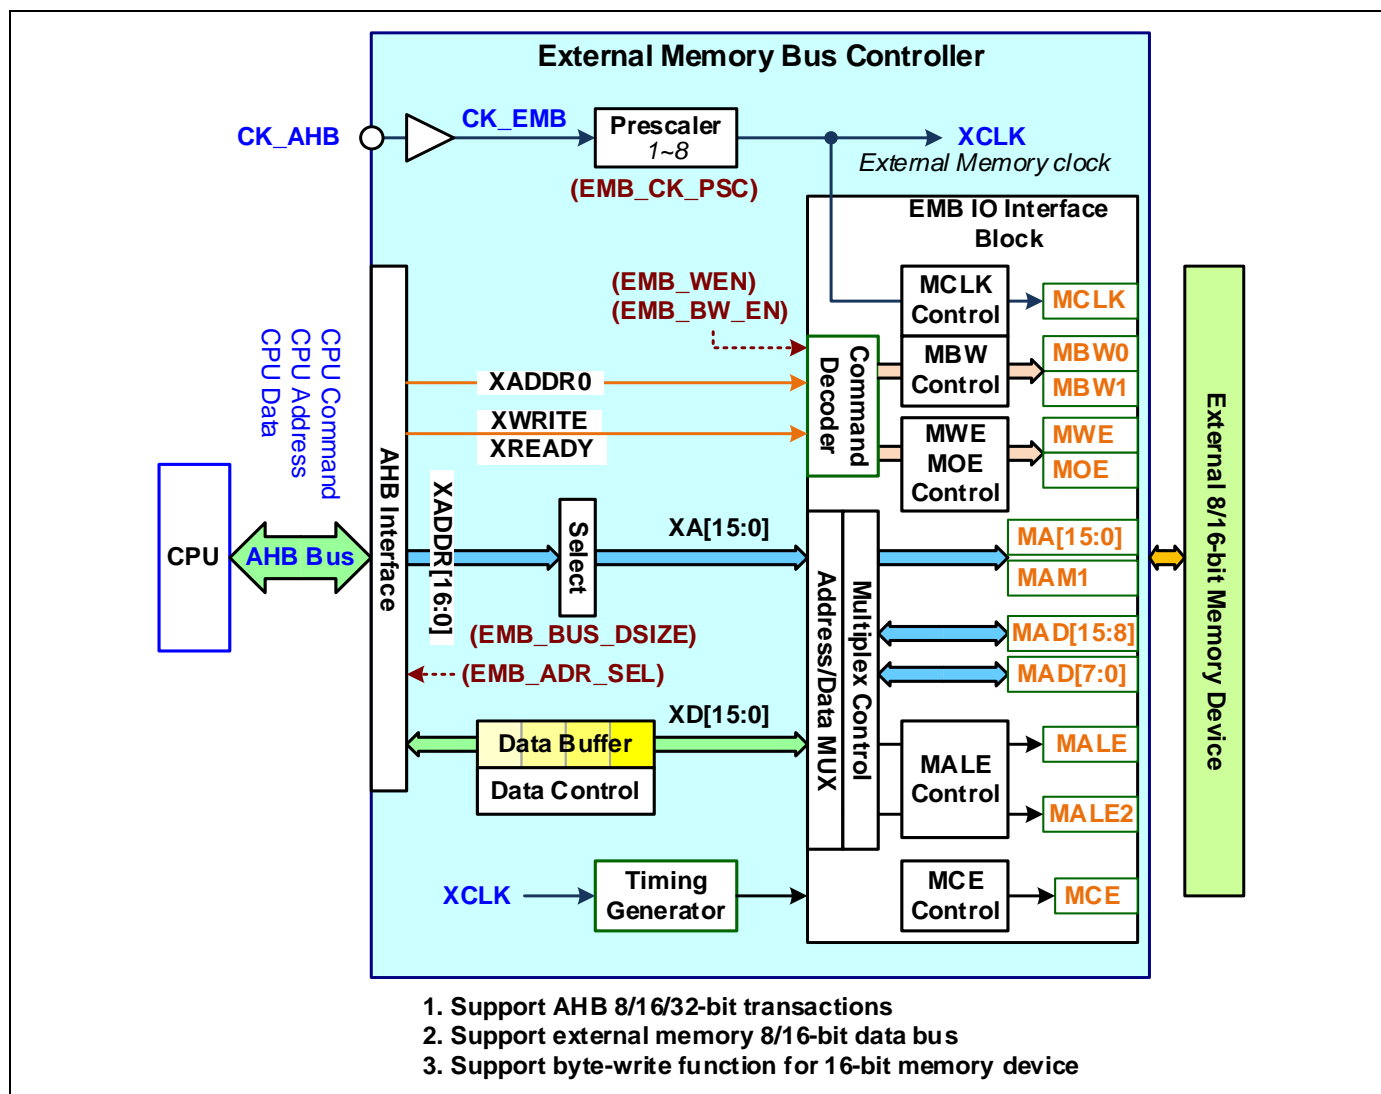 External Memory Bus Controller
CK_AHB
CK_EMB
Prescaler
1~8
(EMB_CK_PSC)
XCLK
External Memory clock
EMB IO Interface
Block
(EMB_WEN)
(EMB_BW_EN)
MCLK
Control
MCLK
Command
Decoder
MBW
Control
MBW0
MBW1
CPU Command
CPU Address
CPU Data
XADDR0
XWRITE
XREADY
MWE
MOE
Control
MWE
MOE
AHB Interface
XADDR[16:0]
Select
XA[15:0]
CPU
AHB Bus
Address/Data MUX
Multiplex Control
MA[15:0]
MAM1
External 8/16-bit Memory Device
(EMB_BUS_DSIZE)
(EMB_ADR_SEL)
MAD[15:8]
MAD[7:0]
XD[15:0]
Data Buffer
Data Control
MALE
Control
MALE
MALE2
XCLK
Timing
Generator
MCE
Control
MCE
1. Support AHB 8/16/32-bit transactions
2. Support external memory 8/16-bit data bus
3. Support byte-write function for 16-bit memory device